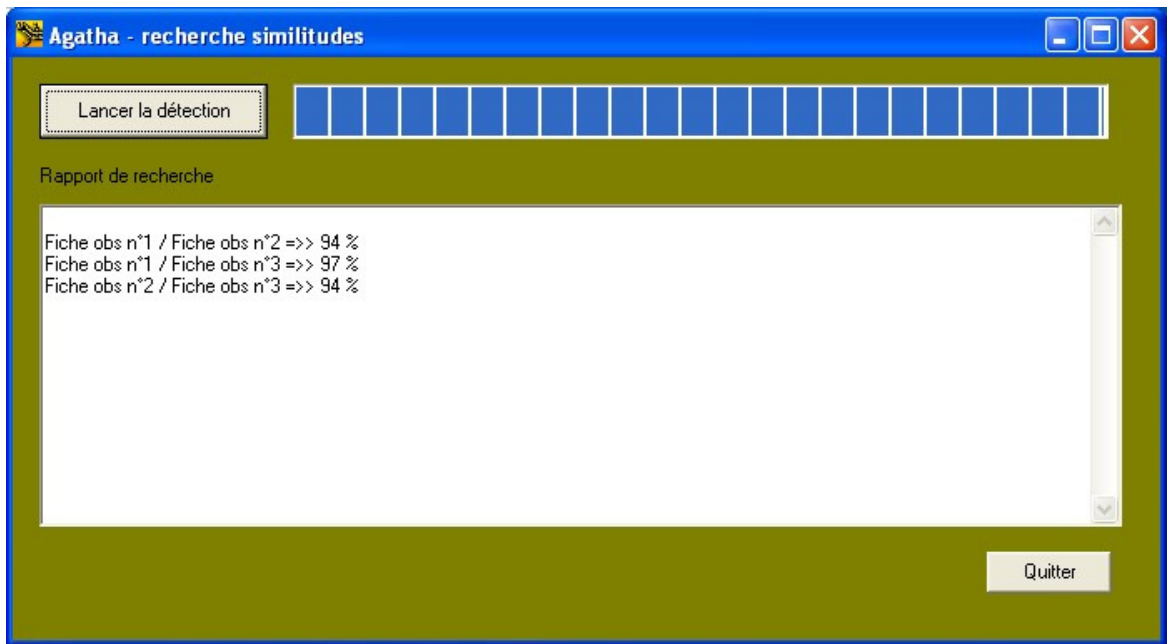 Agatha - recherche similitudes
Lancer la détection
Rapport de recherche
Fiche obs n°1 / Fiche obs n°2 =>> 94 %
Fiche obs n°1 / Fiche obs n°3 =>> 97 %
Fiche obs n°2 / Fiche obs n°3 =>> 94 %
Quitter